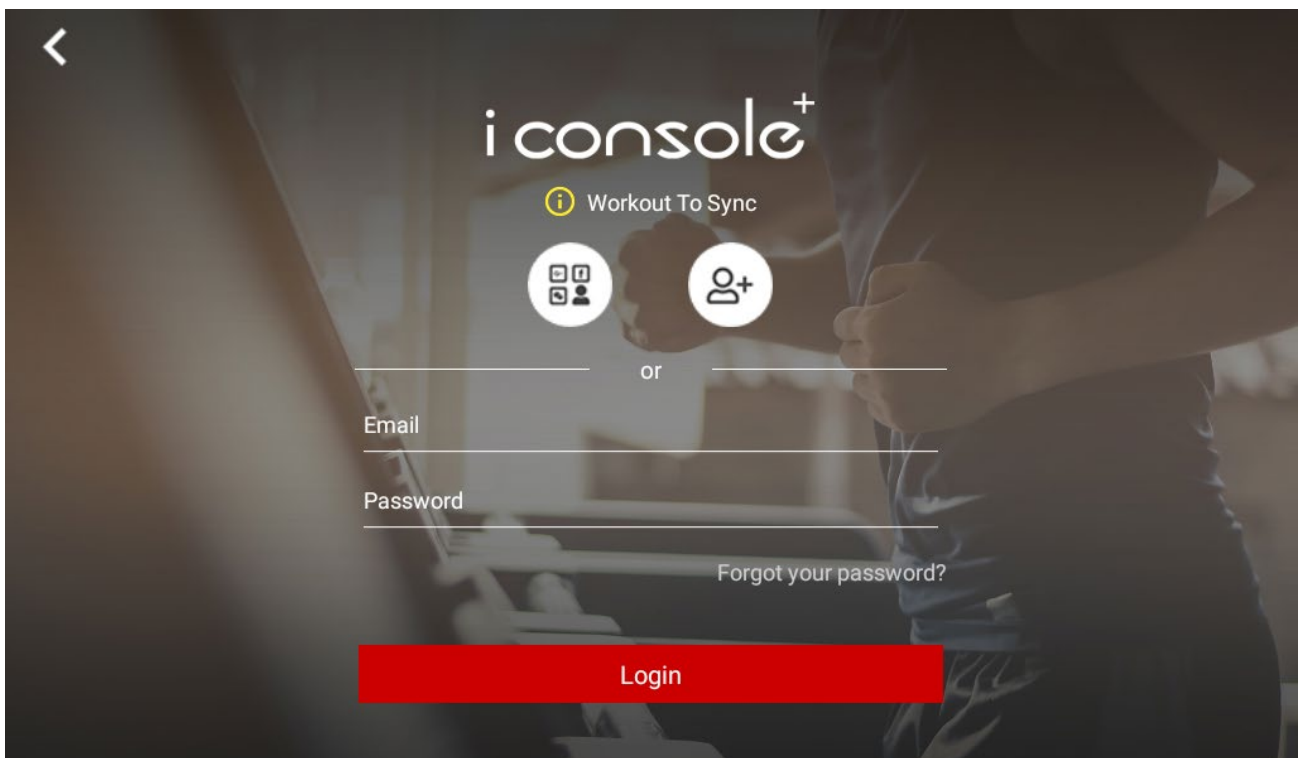 i console+
Workout To Sync
or
Email
Password
Forgot your password?
Login